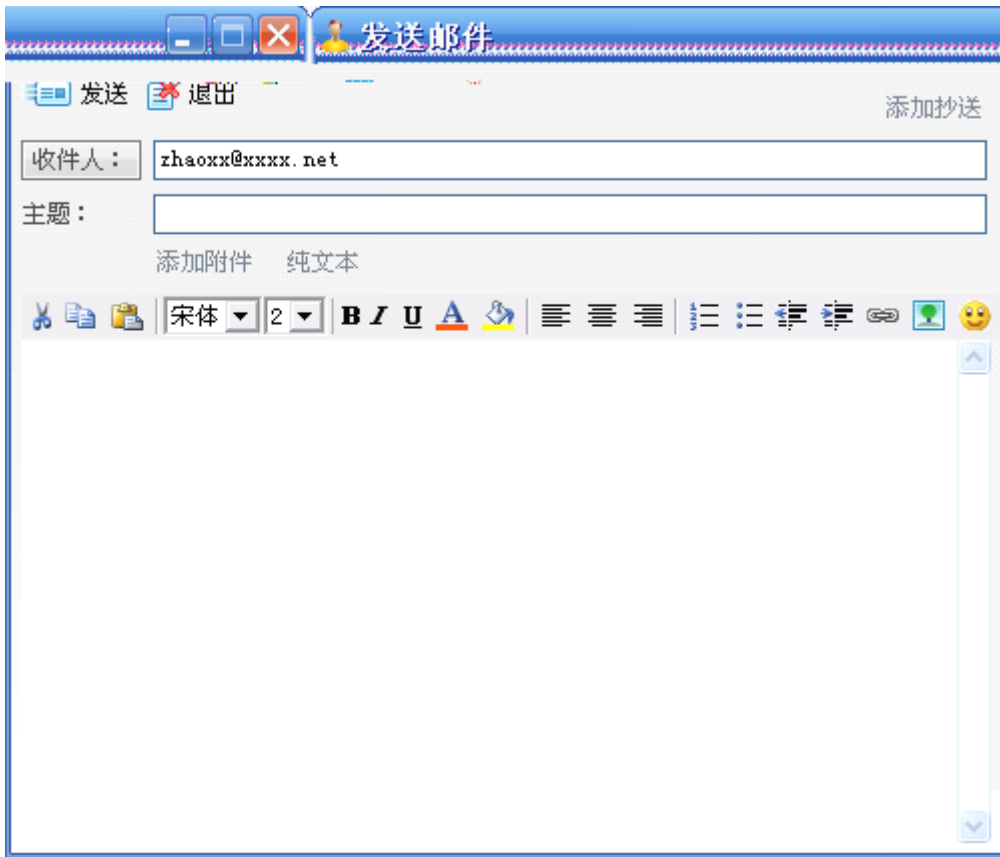 发送邮件
发送 退出
添加抄送
收件人：
zhaoxx@xxxx.net
主题：
添加附件 纯文本
宋体 2 B I U A